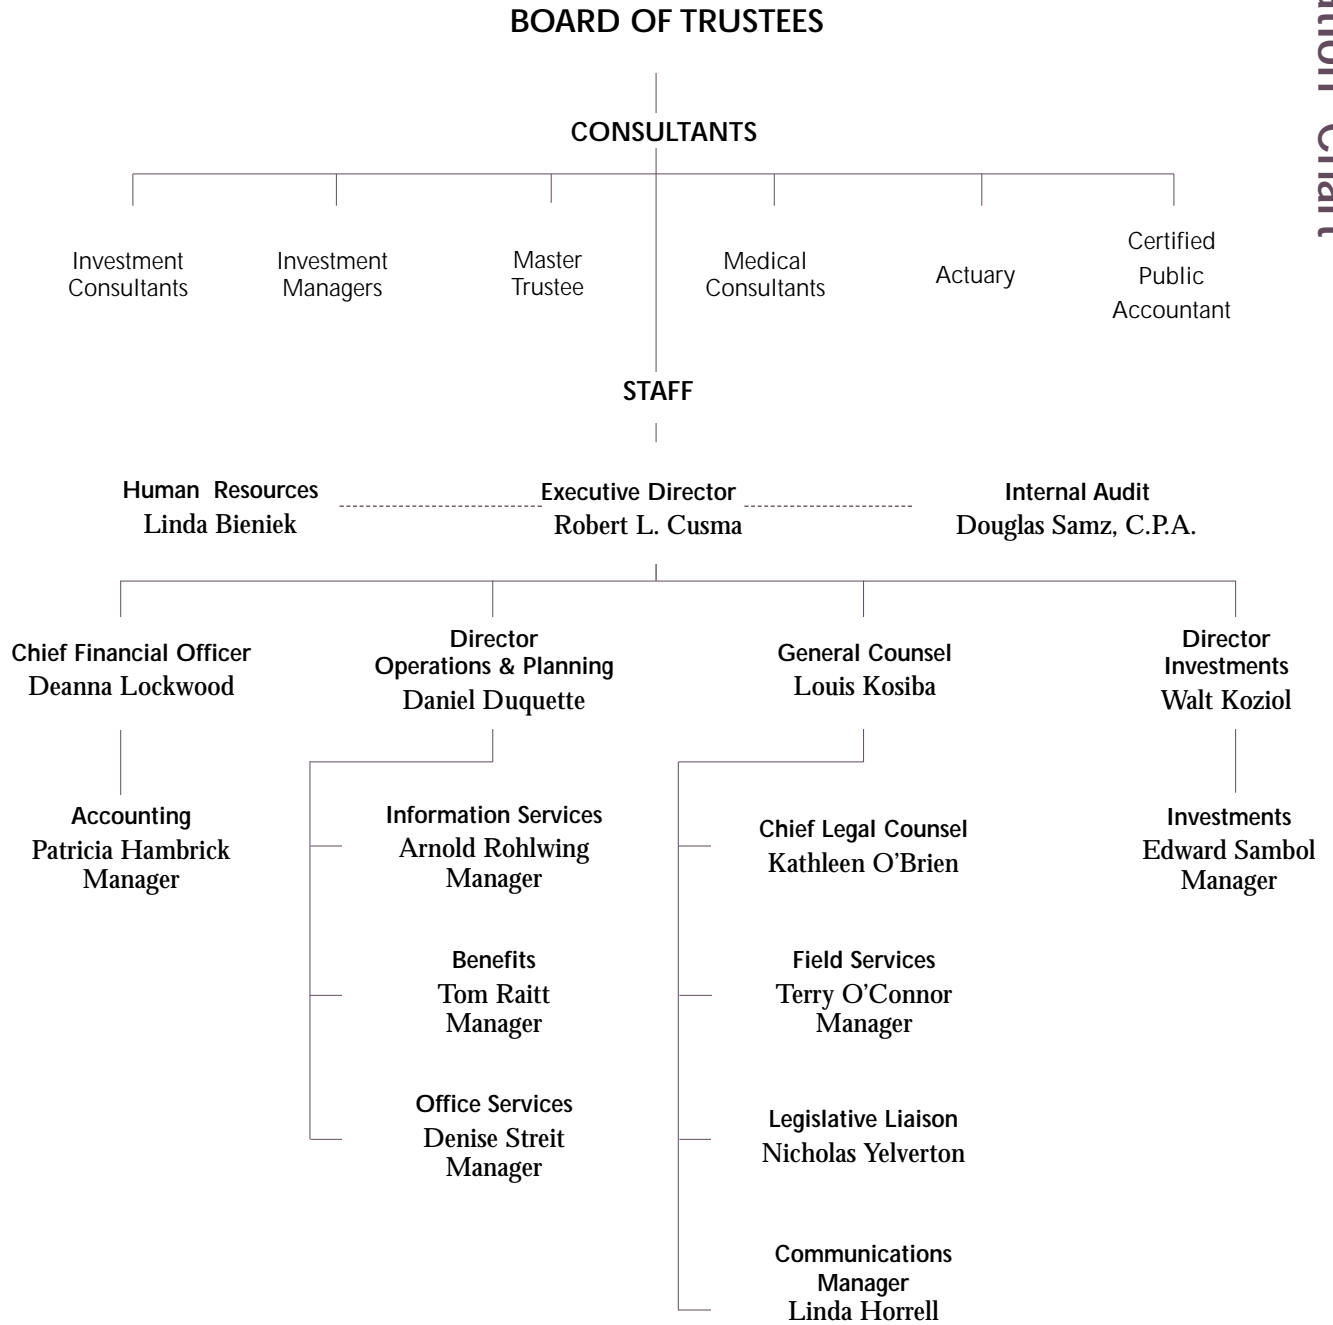 BOARD OF TRUSTEES
CONSULTANTS
Investment
Consultants
Investment
Managers
Master
Trustee
Medical
Consultants
Actuary
Certified
Public
Accountant
STAFF
Human Resources
Linda Bieniek
Executive Director
Robert L. Cusma
Internal Audit
Douglas Samz, C.P.A.
Chief Financial Officer
Deanna Lockwood
Director
Operations & Planning
Daniel Duquette
General Counsel
Louis Kosiba
Director
Investments
Walt Koziol
Accounting
Patricia Hambrick
Manager
Information Services
Arnold Rohlwing
Manager
Benefits
Tom Raitt
Manager
Office Services
Denise Streit
Manager
Chief Legal Counsel
Kathleen O'Brien
Field Services
Terry O'Connor
Manager
Legislative Liaison
Nicholas Yelverton
Communications
Manager
Linda Horrell
Investments
Edward Sambol
Manager
Chart